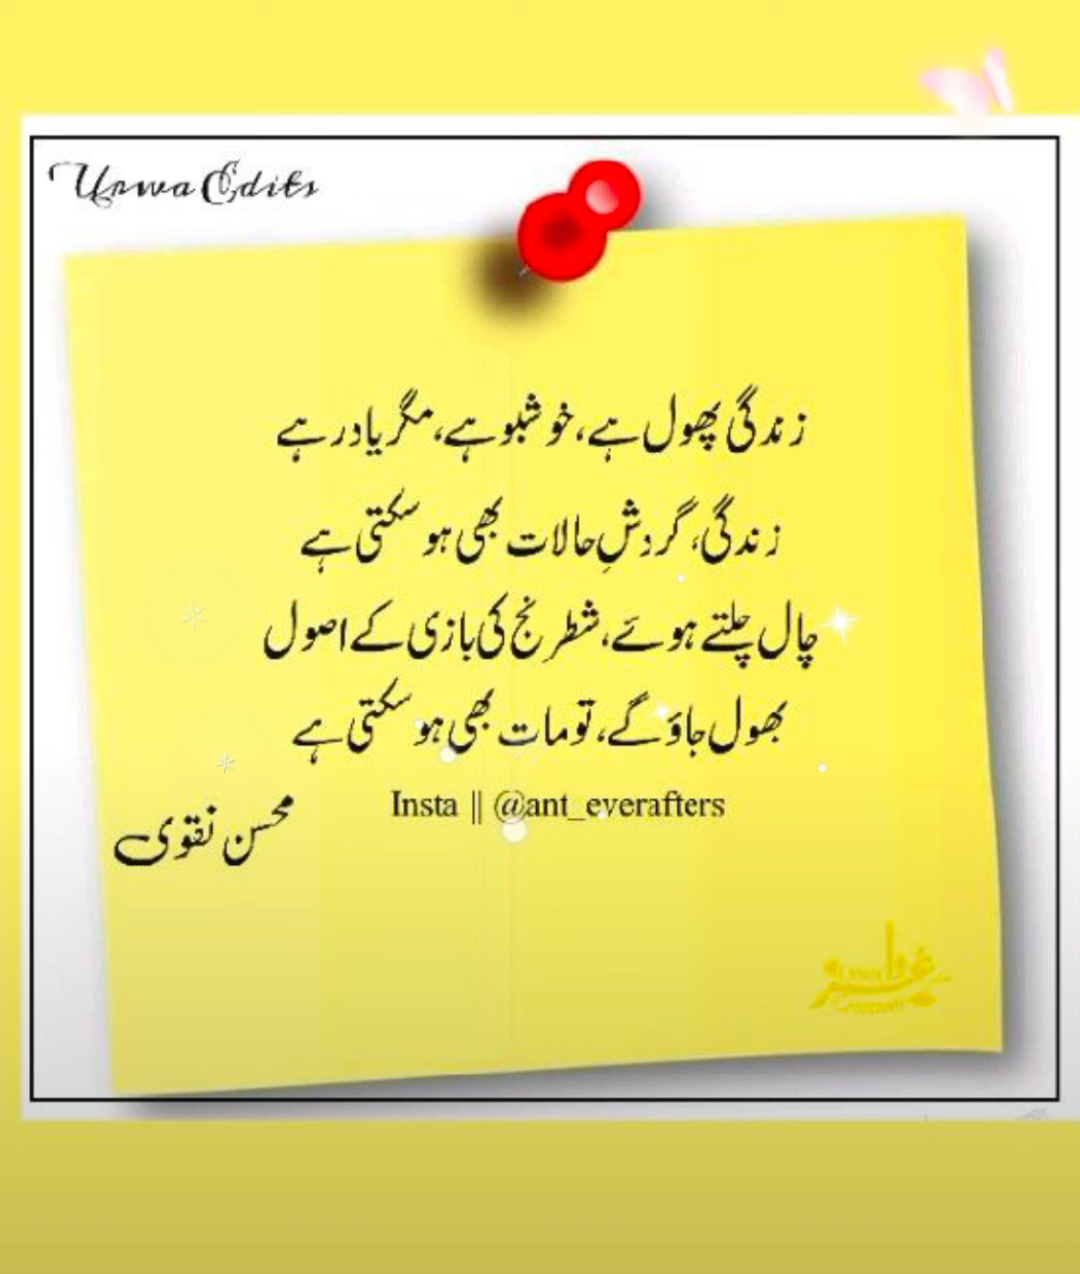 Urwa Edits
زندگی پھول ہے، خوشبو ہے، مگر یاد رہے
زندگی، گردشِ حالات بھی ہو سکتی ہے
چال چلتے ہوئے، شطرنج کی بازی کے اصول
بھول جاؤ گے، تو مات بھی ہو سکتی ہے
Insta || @ant_everafters
محسن نقوی